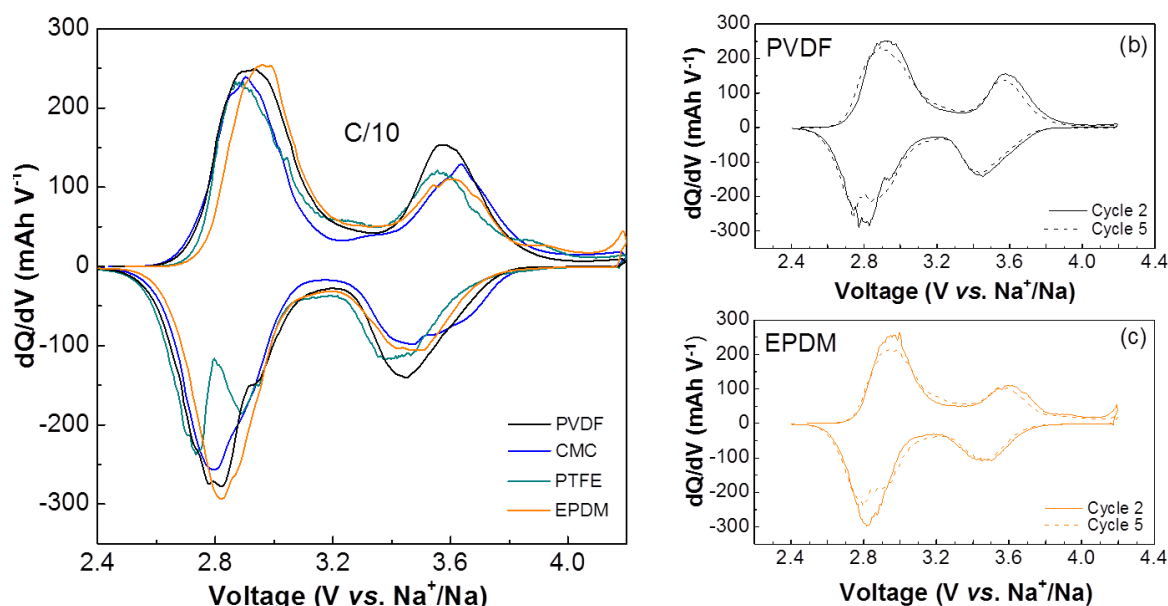 300
200
100
0
-100
-200
-300
dQ/dV (mAh V⁻¹)
C/10
PVDF
CMC
PTFE
EPDM
2.4 2.8 3.2 3.6 4.0
Voltage (V vs. Na⁺/Na)
PVDF
(b)
300
200
100
0
-100
-200
-300
dQ/dV (mAh V⁻¹)
Cycle 2
Cycle 5
2.4 2.8 3.2 3.6 4.0 4.4
Voltage (V vs. Na⁺/Na)
EPDM
(c)
300
200
100
0
-100
-200
-300
dQ/dV (mAh V⁻¹)
Cycle 2
Cycle 5
2.4 2.8 3.2 3.6 4.0 4.4
Voltage (V vs. Na⁺/Na)